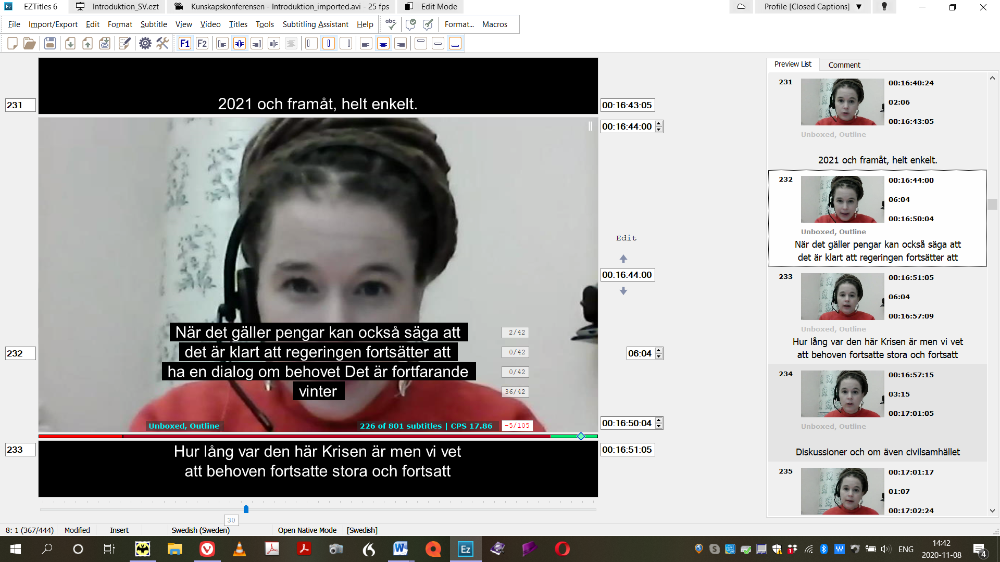 EZTitles 6
Introduktion_SV.ezt
Kunskapskonferensen - Introduktion_imported.avi - 25 fps
Edit Mode
Profile [Closed Captions]
File Import/Export Edit Format Subtitle View Video Titles Tools Subtitling Assistant Help
abc
Format... Macros
F1 F2
231
2021 och framåt, helt enkelt.
00:16:43:05
00:16:44:00
Edit
00:16:44:00
När det gäller pengar kan också säga att
2/42
det är klart att regeringen fortsätter att
0/42
ha en dialog om behovet Det är fortfarande
0/42
vinter
36/42
232
06:04
Unboxed, Outline
226 of 801 subtitles | CPS 17.86
-5/105
00:16:50:04
233
Hur lång var den här Krisen är men vi vet
att behoven fortsatte stora och fortsatt
00:16:51:05
30
Preview List
Comment
231
00:16:40:24
02:06
00:16:43:05
Unboxed, Outline
2021 och framåt, helt enkelt.
232
00:16:44:00
06:04
00:16:50:04
Unboxed, Outline
När det gäller pengar kan också säga att
det är klart att regeringen fortsätter att
233
00:16:51:05
06:04
00:16:57:09
Unboxed, Outline
Hur lång var den här Krisen är men vi vet
att behoven fortsatte stora och fortsatt
234
00:16:57:15
03:15
00:17:01:05
Unboxed, Outline
Diskussioner och om även civilsamhället
235
00:17:01:17
01:07
00:17:02:24
8: 1 (367/444)
Modified
Insert
Swedish (Sweden)
Open Native Mode
[Swedish]
Ez
ENG
14:42
2020-11-08
4